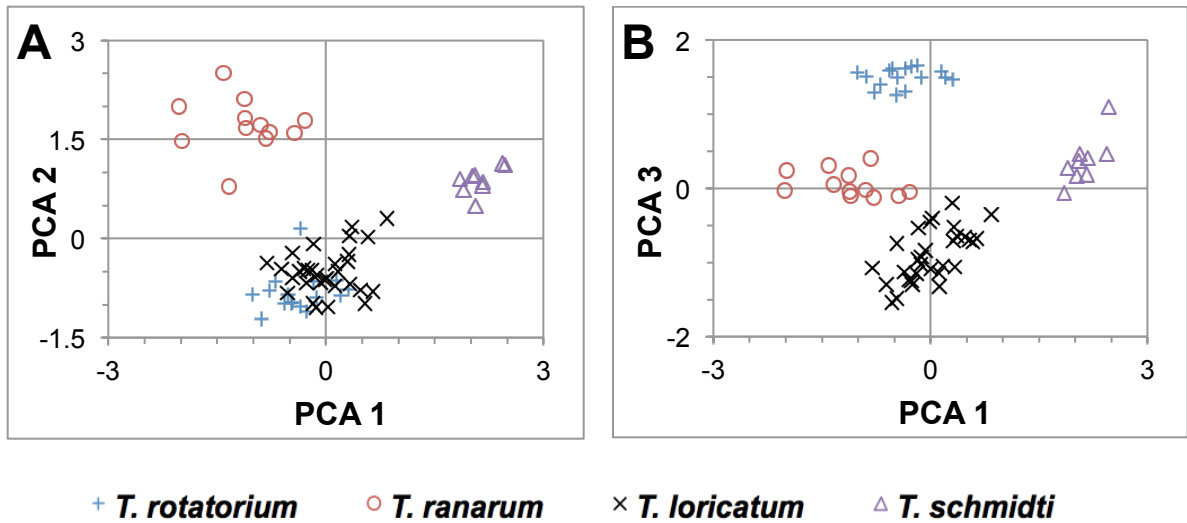 A
3
1.5
0
-1.5
PCA 2
-3 0 3
PCA 1
B
2
0
-2
PCA 3
-3 0 3
PCA 1
T. rotatorium T. ranarum T. loricatum T. schmidti